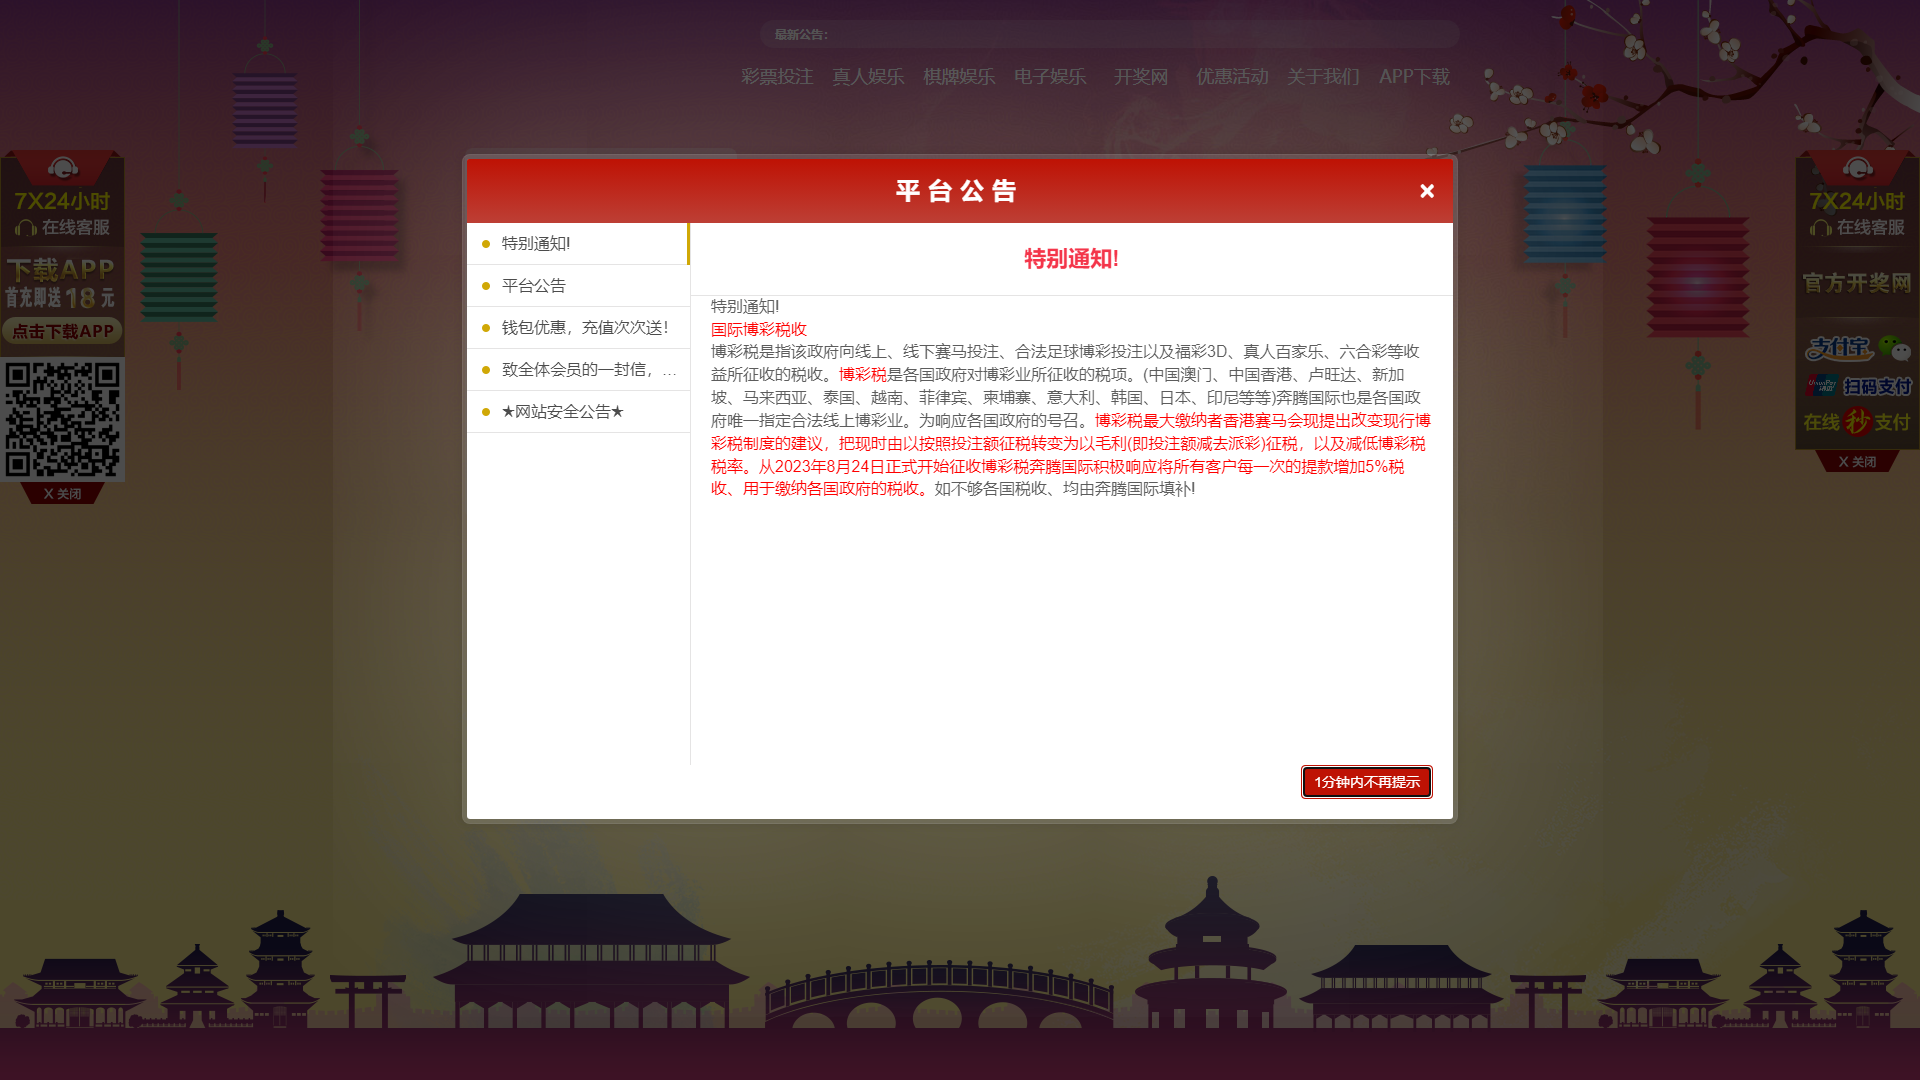 最新公告：
彩票投注 真人娱乐 棋牌娱乐 电子娱乐 开奖网 优惠活动 关于我们 APP下载
7X24小时
在线客服
下载APP
首充即送18元
点击下载APP
X 关闭
平台公告
×
特别通知!
平台公告
钱包优惠，充值次次送！
致全体会员的一封信，...
★网站安全公告★
特别通知!
特别通知!
国际博彩税收
博彩税是指该政府向线上、线下赛马投注、合法足球博彩投注以及福彩3D、真人百家乐、六合彩等收
益所征收的税收。博彩税是各国政府对博彩业所征收的税项。(中国澳门、中国香港、卢旺达、新加
坡、马来西亚、泰国、越南、菲律宾、柬埔寨、意大利、韩国、日本、印尼等等)奔腾国际也是各国政
府唯一指定合法线上博彩业。为响应各国政府的号召。博彩税最大缴纳者香港赛马会现提出改变现行博
彩税制度的建议，把现时由以按照投注额征税转变为以毛利(即投注额减去派彩)征税，以及减低博彩税
税率。从2023年8月24日正式开始征收博彩税奔腾国际积极响应将所有客户每一次的提款增加5%税
收、用于缴纳各国政府的税收。如不够各国税收、均由奔腾国际填补!
1分钟内不再提示
7X24小时
在线客服
官方开奖网
支付宝
UnionPay 银联 扫码支付
在线秒支付
X 关闭